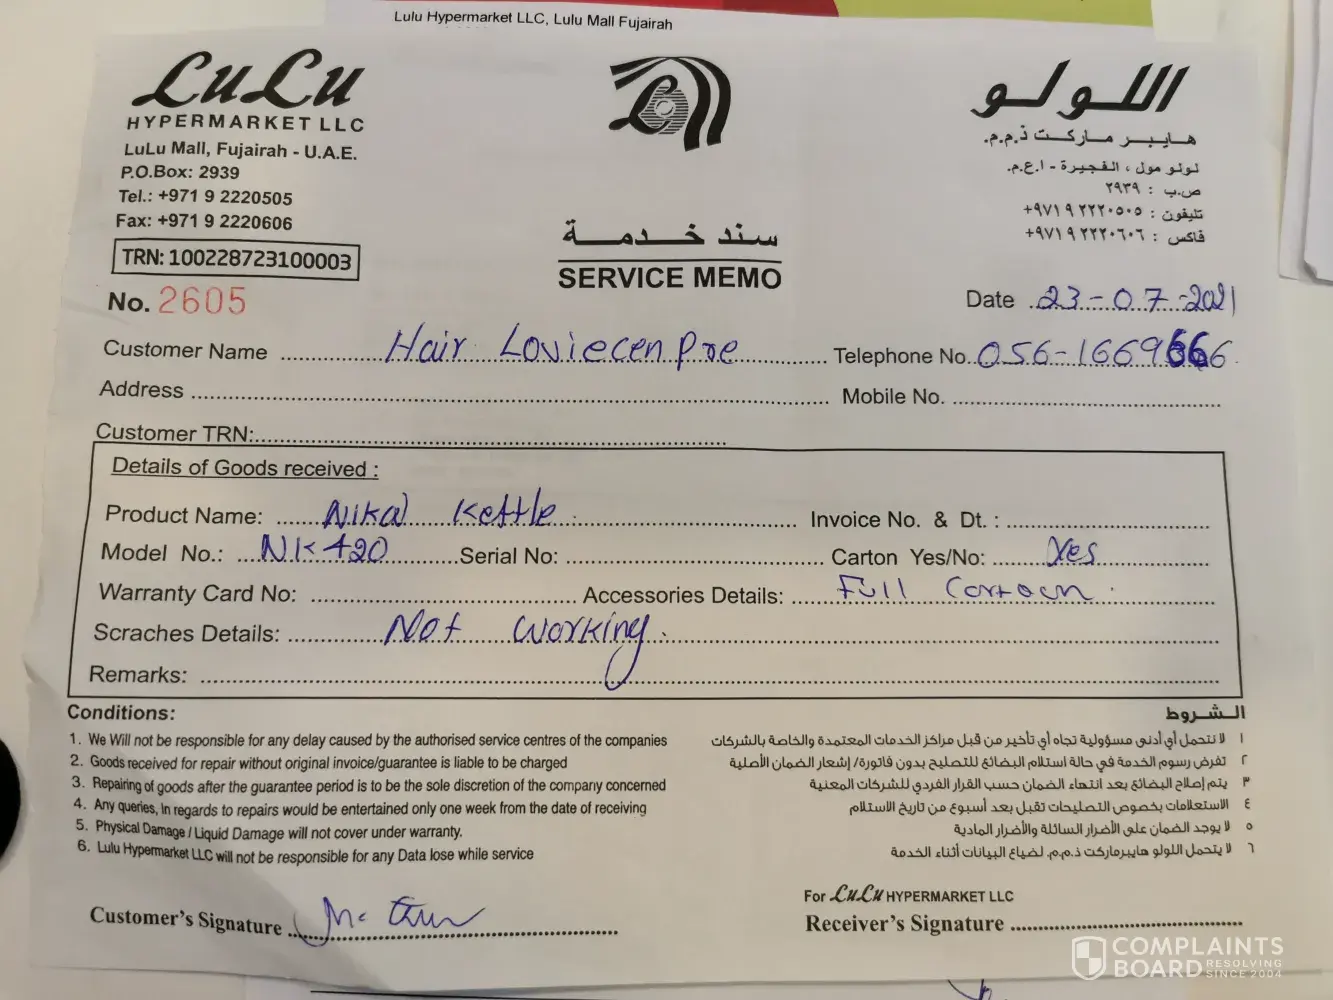 Lulu Hypermarket LLC, Lulu Mall Fujairah
LuLu
HYPERMARKET LLC
LuLu Mall, Fujairah - U.A.E.
P.O.Box: 2939
Tel.: +971 9 2220505
Fax: +971 9 2220606
TRN: 100228723100003
No. 2605
اللولو
هايبر ماركت ذ.م.م.
لولو مول ، الفجيرة - ا.ع.م.
ص.ب : ٢٩٣٩
تليفون : ٩٧١٩٢٢٢٠٥٠٥+
فاكس : ٩٧١٩٢٢٢٠٦٠٦+
سند خدمة
SERVICE MEMO
Date 23-07-2021
Customer Name Hair Loviecen Pre Telephone No. 056-1669666
Address Mobile No.
Customer TRN:
Details of Goods received :
Product Name: Nikal Kettle Invoice No. & Dt. :
Model No.: NK420 Serial No: Carton Yes/No: Yes
Warranty Card No: Accessories Details: Full Cartoon
Scraches Details: Not working.
Remarks:
Conditions:
1. We Will not be responsible for any delay caused by the authorised service centres of the companies
2. Goods received for repair without original invoice/guarantee is liable to be charged
3. Repairing of goods after the guarantee period is to be the sole discretion of the company concerned
4. Any queries, In regards to repairs would be entertained only one week from the date of receiving
5. Physical Damage / Liquid Damage will not cover under warranty.
6. Lulu Hypermarket LLC will not be responsible for any Data lose while service
الشروط
١ لا نتحمل أي أدنى مسؤولية تجاه أي تأخير من قبل مراكز الخدمات المعتمدة والخاصة بالشركات
٢ تفرض رسوم الخدمة في حالة استلام البضائع للتصليح بدون فاتورة/ إشعار الضمان الأصلية
٣ يتم إصلاح البضائع بعد انتهاء الضمان حسب القرار الفردي للشركات المعنية
٤ الاستعلامات بخصوص التصليحات تقبل بعد أسبوع من تاريخ الاستلام
٥ لا يوجد الضمان على الأضرار السائلة والأضرار المادية
٦ لا يتحمل اللولو هايبرماركت ذ.م.م. لضياع البيانات أثناء الخدمة
Customer's Signature
For LuLu HYPERMARKET LLC
Receiver's Signature
COMPLAINTS
BOARD RESOLVING
SINCE 2004